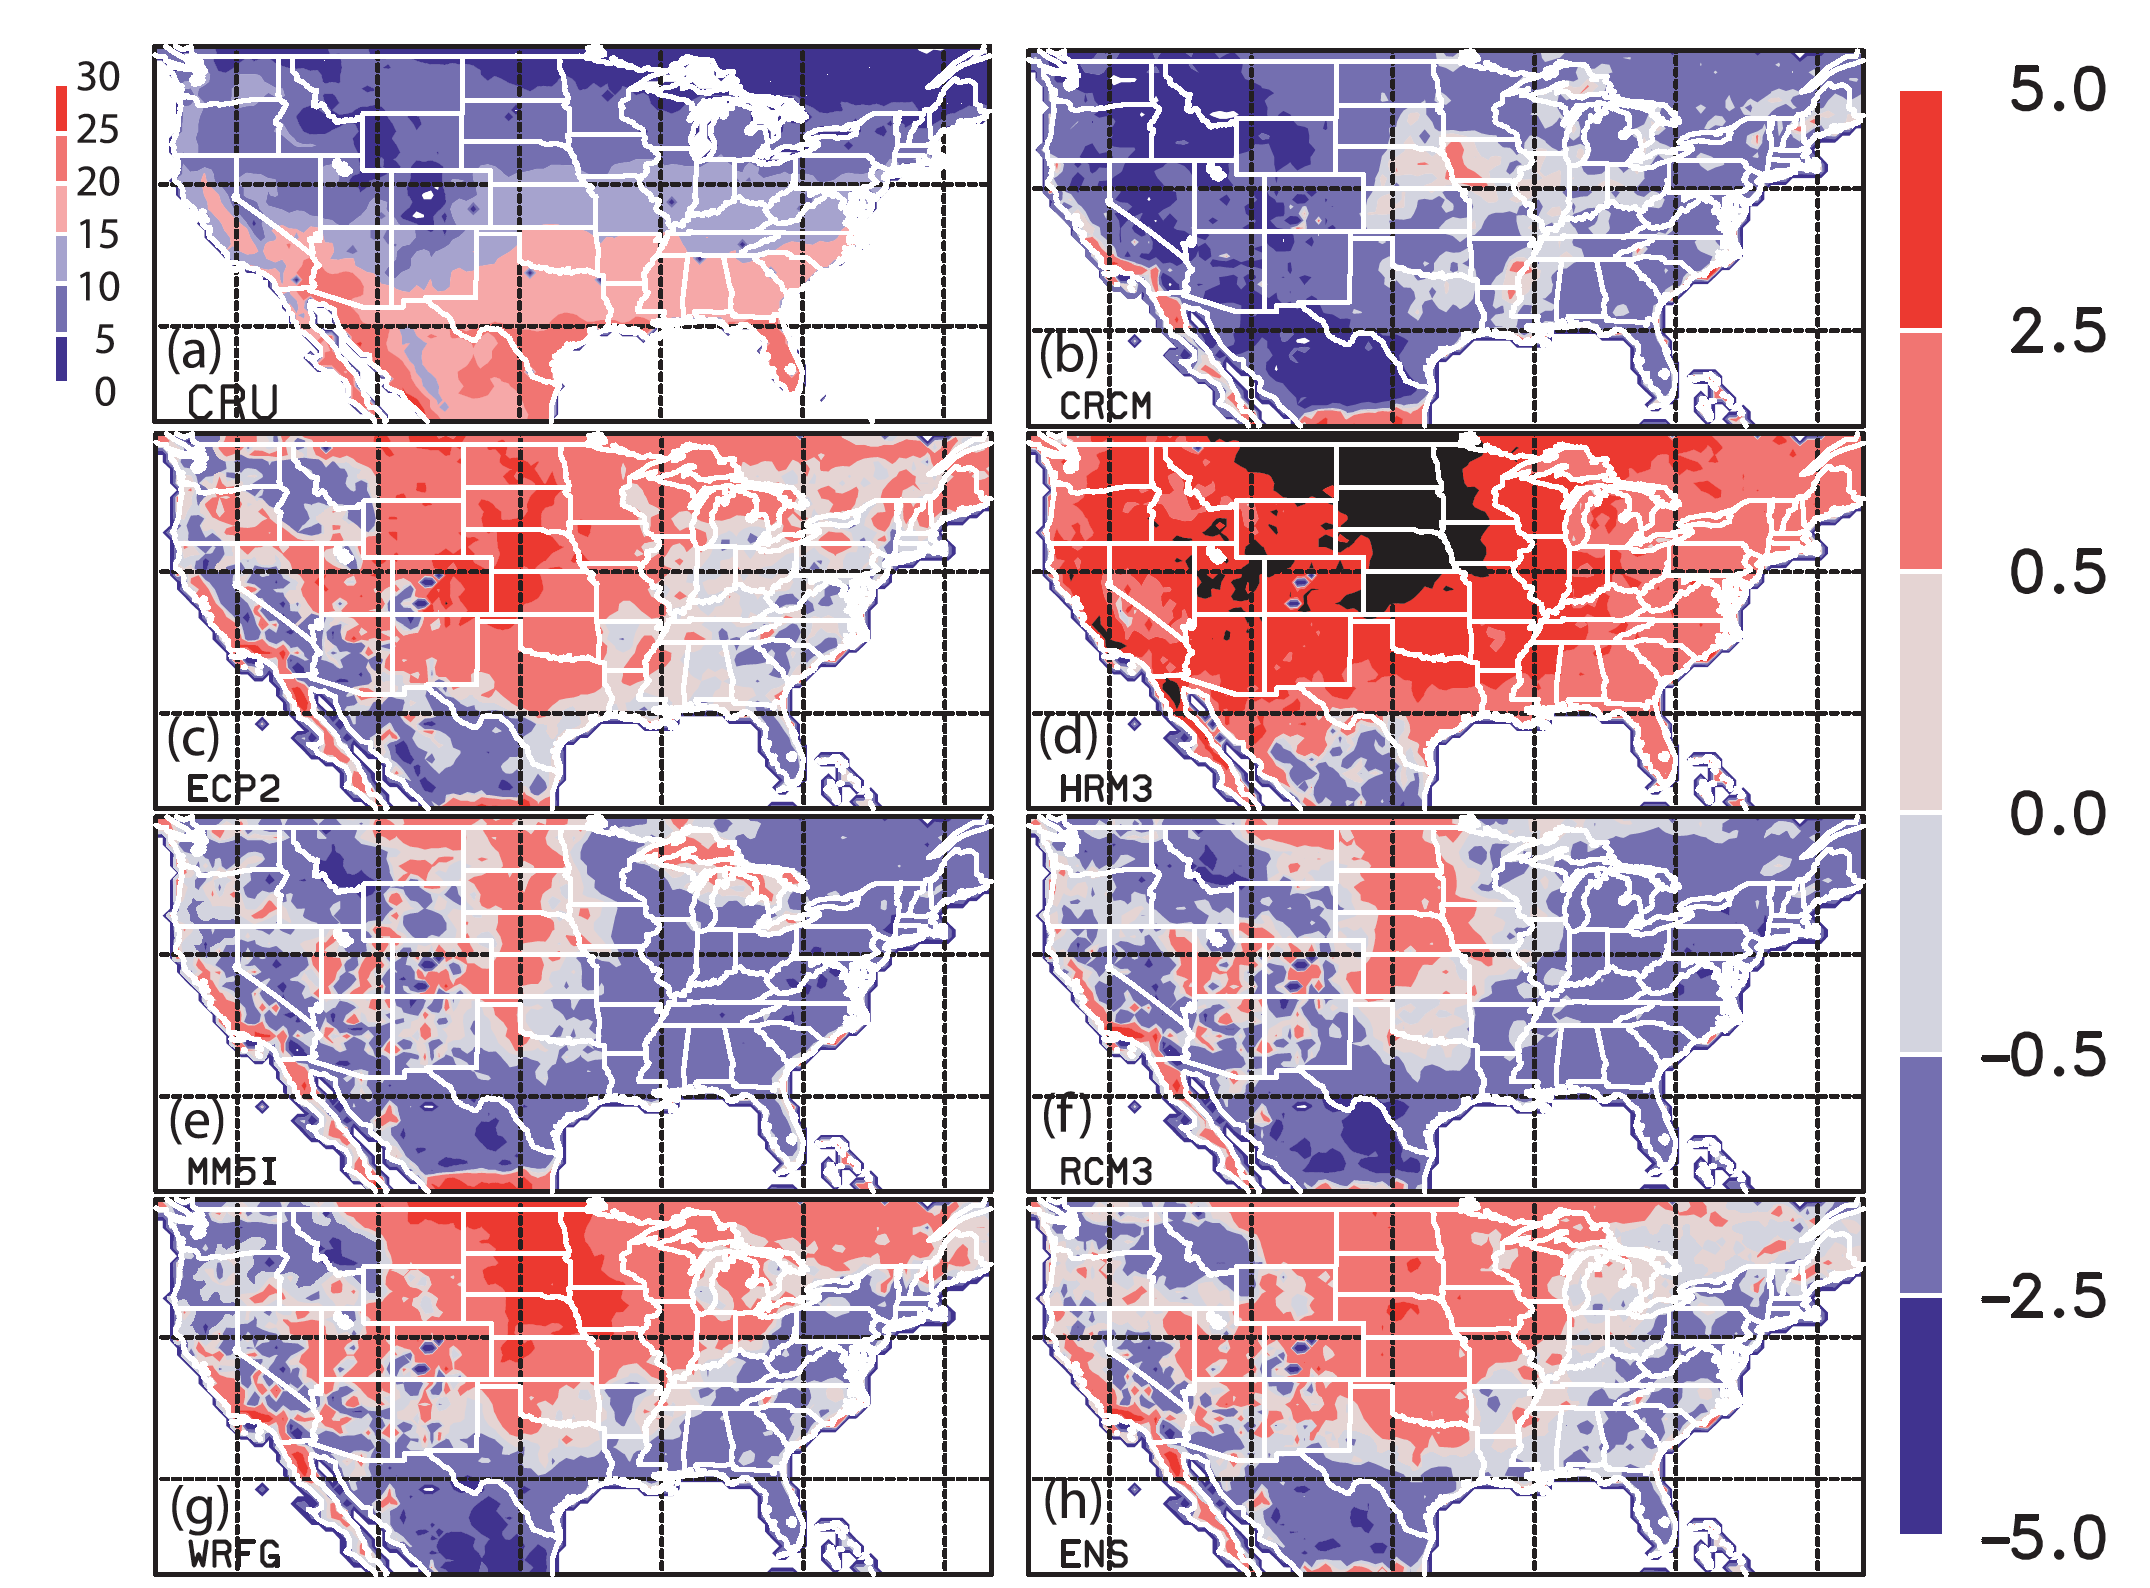 30
25
20
15
10
5
0
(a)
CRU
(b)
CRCM
(c)
ECP2
(d)
HRM3
(e)
MM5I
(f)
RCM3
(g)
WRFG
(h)
ENS
5.0
2.5
0.5
0.0
−0.5
−2.5
−5.0